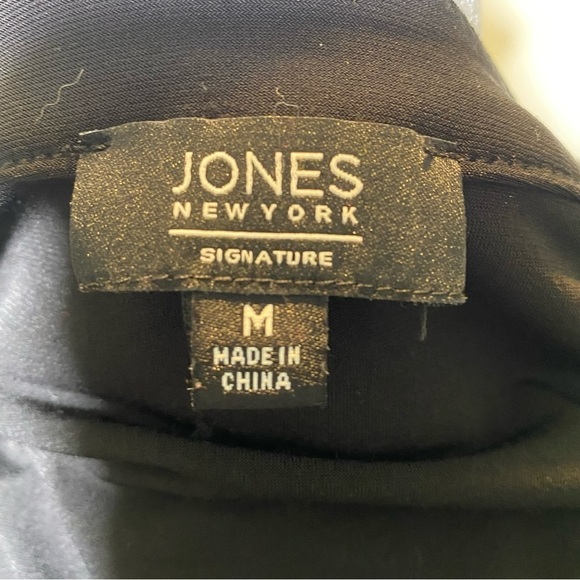 JONES
NEW YORK
SIGNATURE
M
MADE IN
CHINA